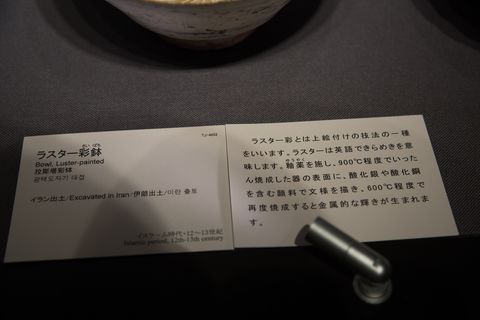 TJ-4652
さい ばち
ラスター彩鉢
Bowl, Luster-painted
拉斯塔彩钵
광택도자기 대접
イラン出土/Excavated in Iran/伊朗出土/이란 출토
イスラーム時代・12～13世紀
Islamic period, 12th-13th century
ラスター彩とは上絵付けの技法の一種
をいいます。ラスターは英語できらめきを意
味します。釉薬を施し、900℃程度でいった
ん焼成した器の表面に、酸化銀や酸化銅
を含む顔料で文様を描き、600℃程度で
再度焼成すると金属的な輝きが生まれま
す。